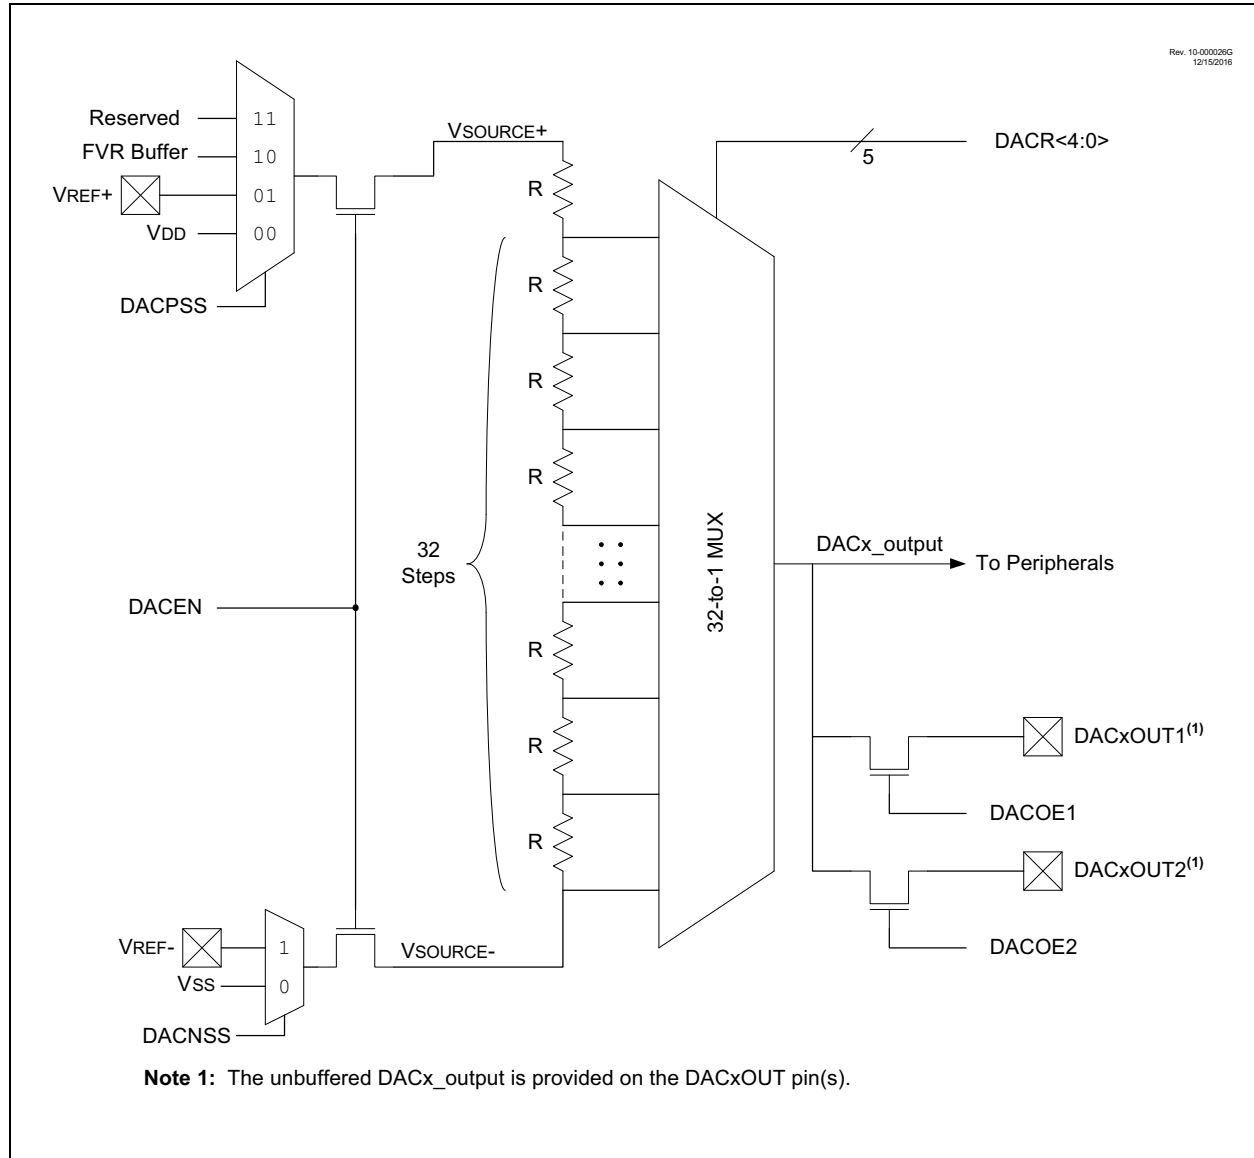 Rev. 10-000026G
12/15/2016
Reserved
11
FVR Buffer
10
VREF+
01
VDD
00
DACPSS
VSOURCE+
DACR<4:0>
5
R
R
R
R
32
Steps
32-to-1 MUX
DACx_output
To Peripherals
DACEN
R
R
R
DACxOUT1(1)
DACOE1
DACxOUT2(1)
DACOE2
VREF-
1
VSS
0
VSOURCE-
DACNSS
Note 1: The unbuffered DACx_output is provided on the DACxOUT pin(s).